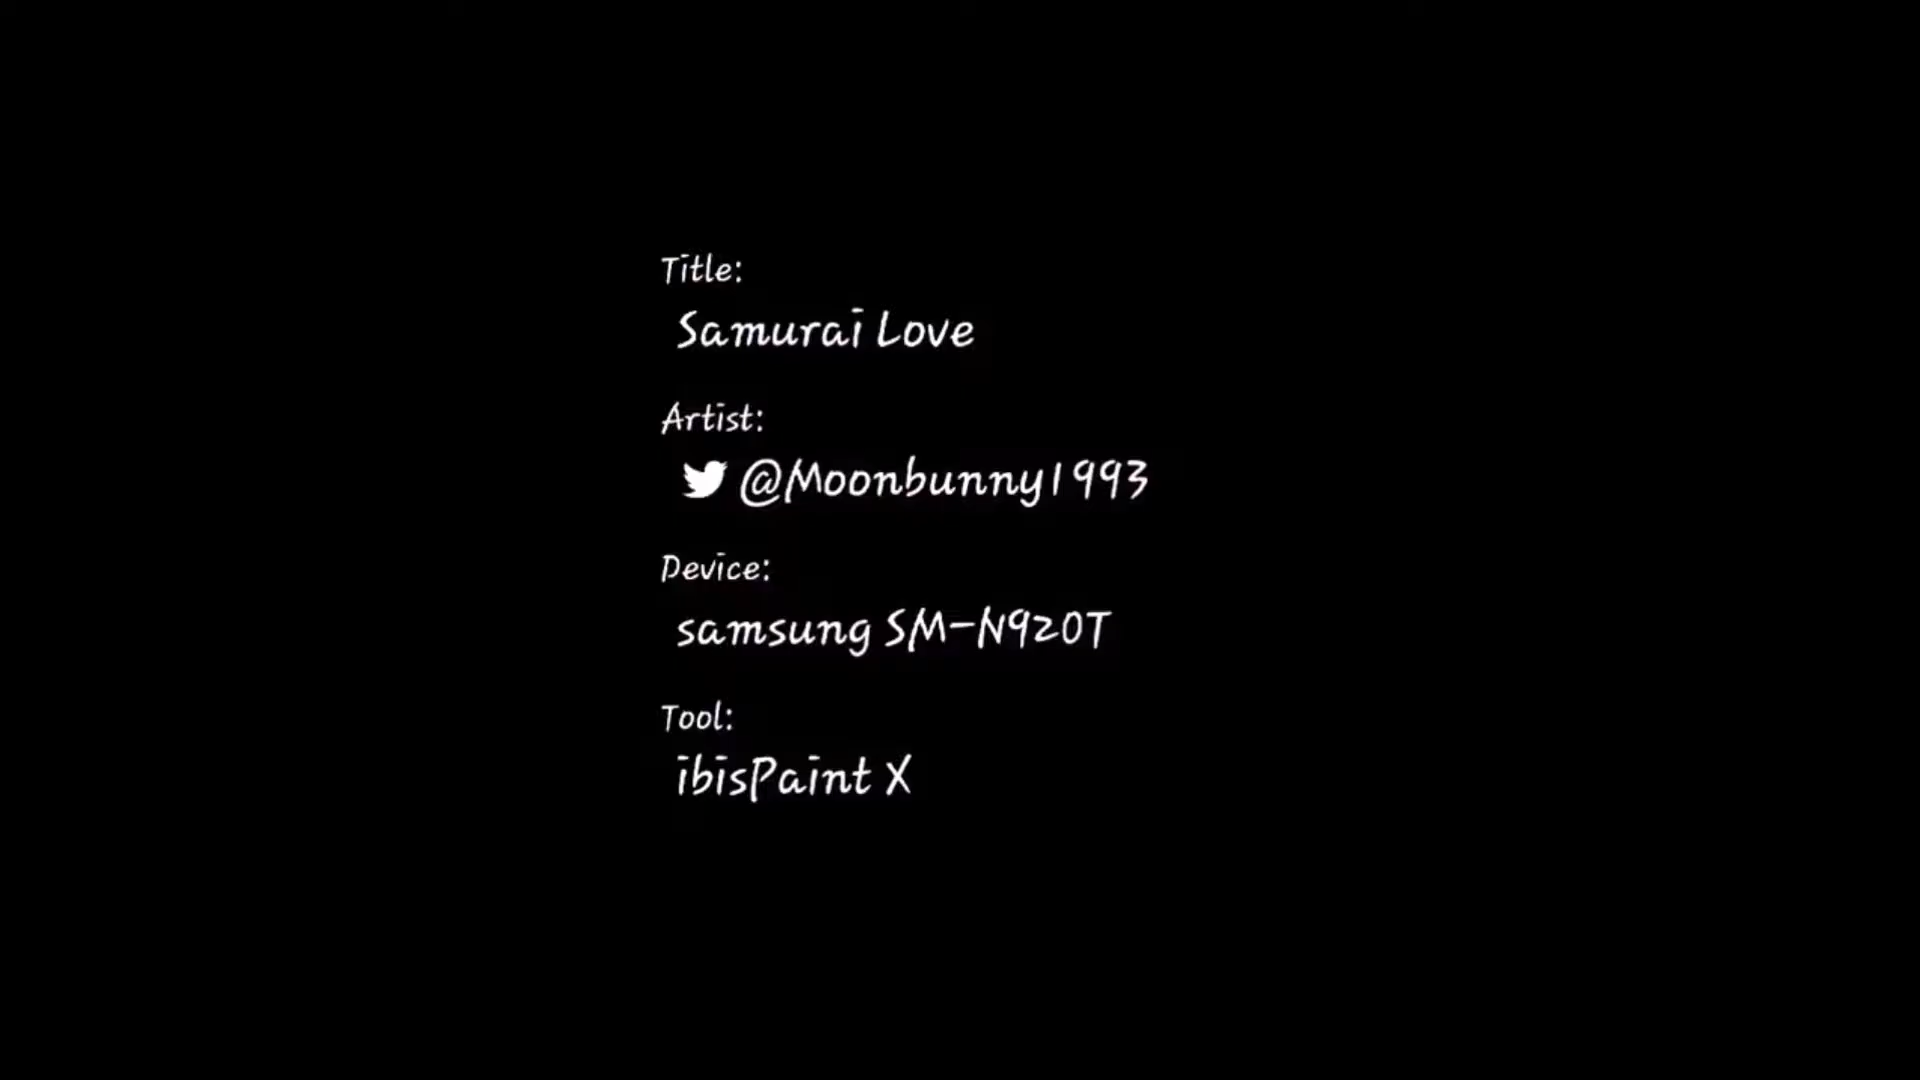 Title:
Samurai Love
Artist:
@Moonbunny1993
Device:
samsung SM-N920T
Tool:
ibisPaint X